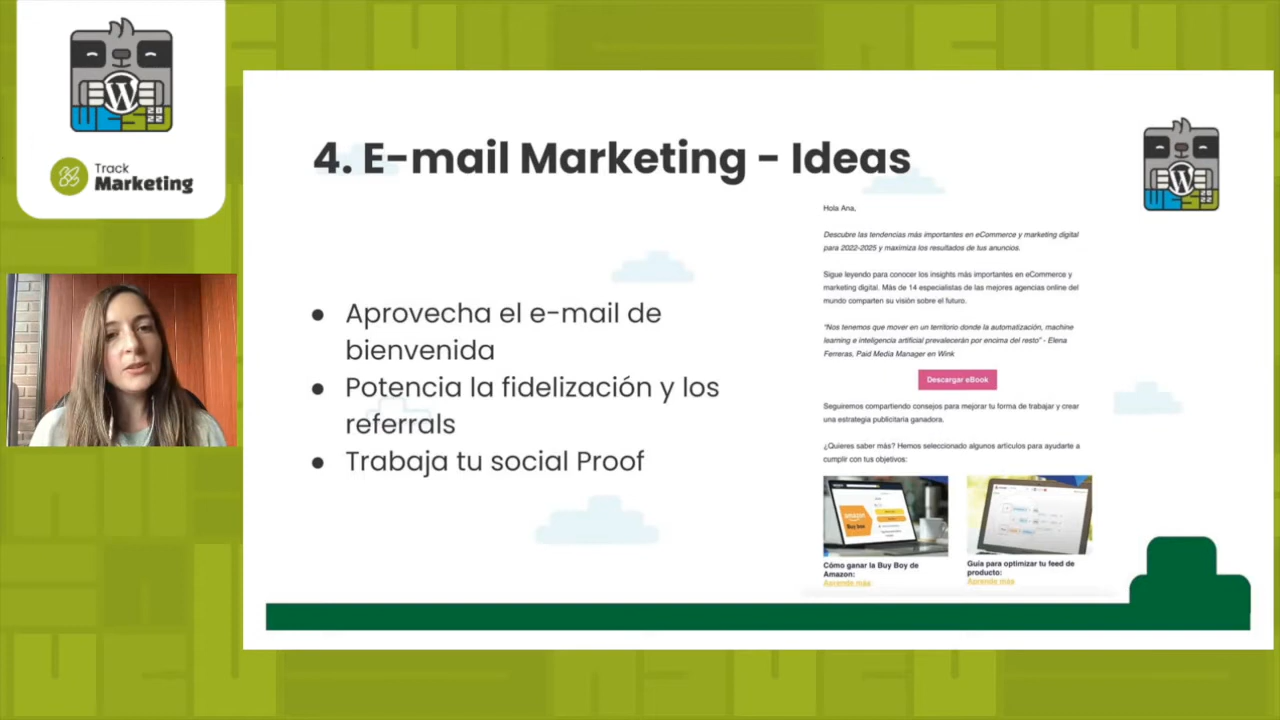 WESD
2022
Track
Marketing
4. E-mail Marketing - Ideas
WESD
2022
● Aprovecha el e-mail de
bienvenida
● Potencia la fidelización y los
referrals
● Trabaja tu social Proof
Hola Ana,
Descubre las tendencias más importantes en eCommerce y marketing digital
para 2022-2025 y maximiza los resultados de tus anuncios.
Sigue leyendo para conocer los insights más importantes en eCommerce y
marketing digital. Más de 14 especialistas de las mejores agencias online del
mundo comparten su visión sobre el futuro.
"Nos tenemos que mover en un territorio donde la automatización, machine
learning e inteligencia artificial prevalecerán por encima del resto" - Elena
Ferreras, Paid Media Manager en Wink
Descargar eBook
Seguiremos compartiendo consejos para mejorar tu forma de trabajar y crear
una estrategia publicitaria ganadora.
¿Quieres saber más? Hemos seleccionado algunos artículos para ayudarte a
cumplir con tus objetivos:
amazon
Buy box
Cómo ganar la Buy Boy de
Amazon:
Aprende más
Guía para optimizar tu feed de
producto:
Aprende más